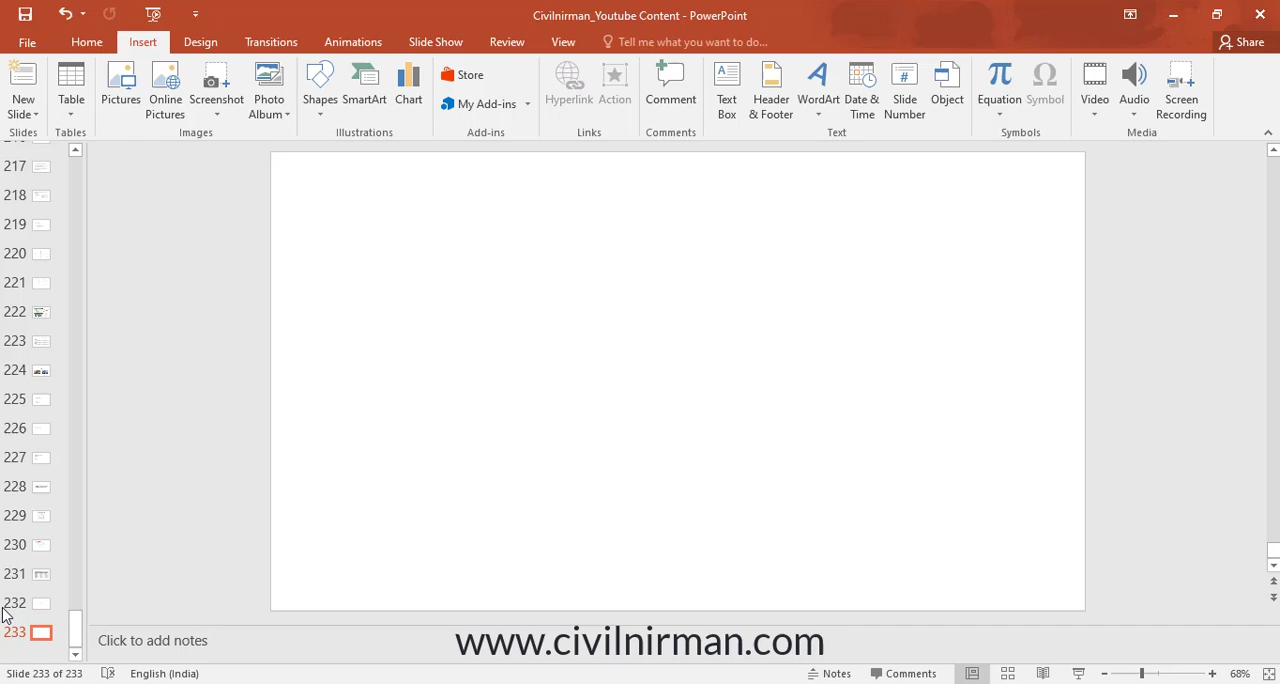 Civilnirman_Youtube Content - PowerPoint
File Home Insert Design Transitions Animations Slide Show Review View Tell me what you want to do... Share
New Slide
Table
Pictures
Online Pictures
Screenshot
Photo Album
Shapes
SmartArt
Chart
Store
My Add-ins
Hyperlink
Action
Comment
Text Box
Header & Footer
WordArt
Date & Time
Slide Number
Object
Equation
Symbol
Video
Audio
Screen Recording
Slides Tables Images Illustrations Add-ins Links Comments Text Symbols Media
217
218
219
220
221
222
223
224
225
226
227
228
229
230
231
232
233
Click to add notes
www.civilnirman.com
Slide 233 of 233 English (India) Notes Comments 68%